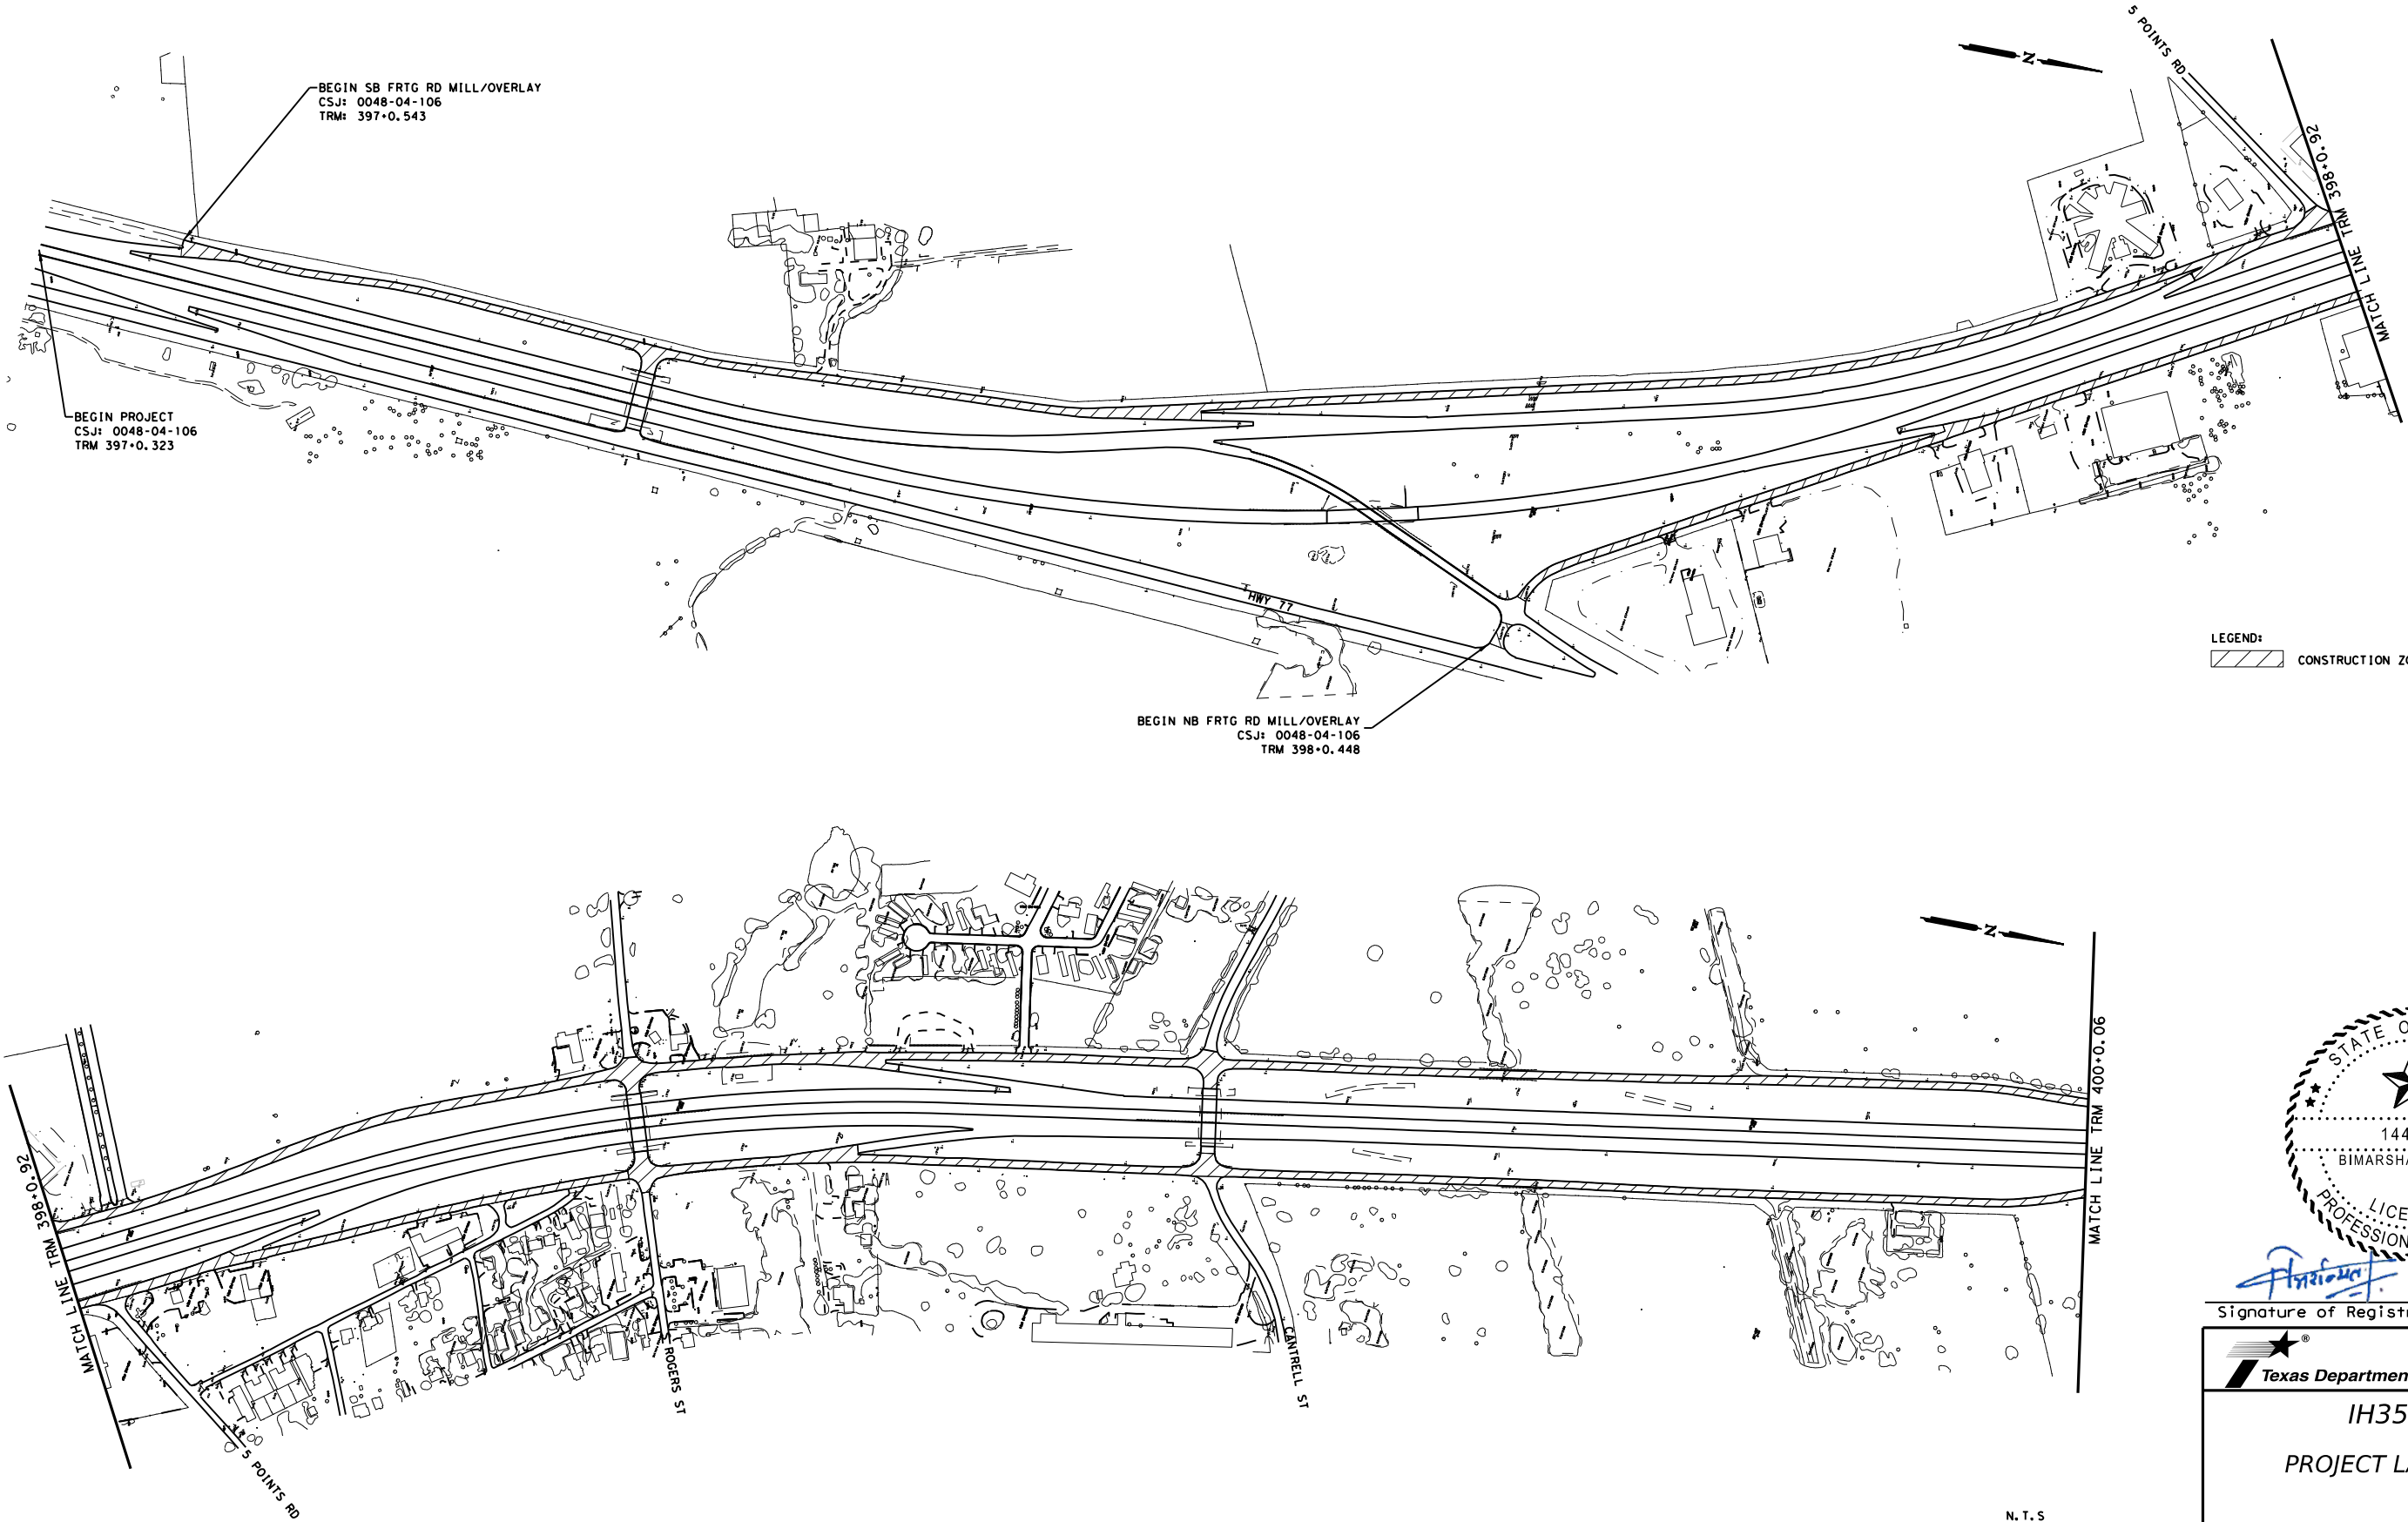 5 POINTS RD
N
BEGIN SB FRTG RD MILL/OVERLAY
CSJ: 0048-04-106
TRM: 397+0.543
MATCH LINE TRM 398+0.92
BEGIN PROJECT
CSJ: 0048-04-106
TRM 397+0.323
HWY 77
LEGEND:
CONSTRUCTION
BEGIN NB FRTG RD MILL/OVERLAY
CSJ: 0048-04-106
TRM 398+0.448
N
MATCH LINE TRM 398+0.92
MATCH LINE TRM 400+0.06
ROGERS ST
CANTRELL ST
5 POINTS RD
STATE
144
BIMARSHA
LICE
PROFESSION
Signature of Regist
®
Texas Departmen
IH35
PROJECT
N.T.S